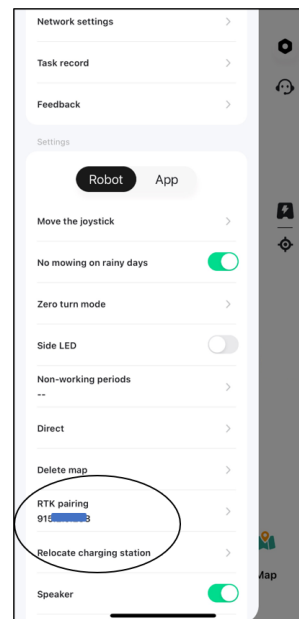 Network settings
Task record
Feedback
Settings
Robot App
Move the joystick
No mowing on rainy days
Zero turn mode
Side LED
Non-working periods
--
Direct
Delete map
RTK pairing
Relocate charging station
Map
Speaker